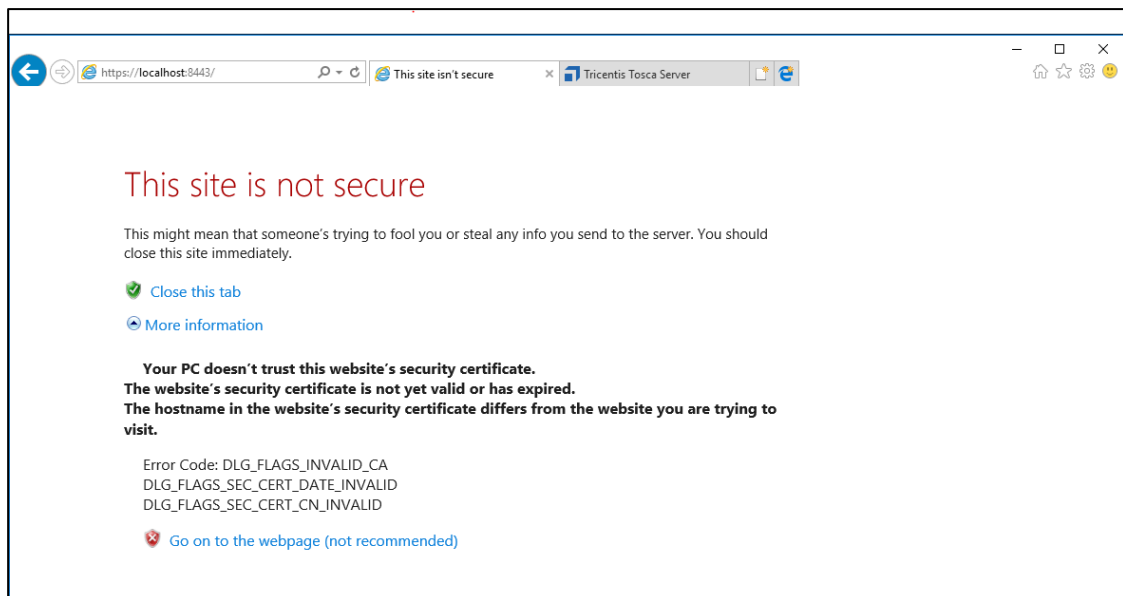 https://localhost:8443/
This site isn't secure
Tricentis Tosca Server
This site is not secure
This might mean that someone's trying to fool you or steal any info you send to the server. You should
close this site immediately.
Close this tab
More information
Your PC doesn't trust this website's security certificate.
The website's security certificate is not yet valid or has expired.
The hostname in the website's security certificate differs from the website you are trying to
visit.
Error Code: DLG_FLAGS_INVALID_CA
DLG_FLAGS_SEC_CERT_DATE_INVALID
DLG_FLAGS_SEC_CERT_CN_INVALID
Go on to the webpage (not recommended)